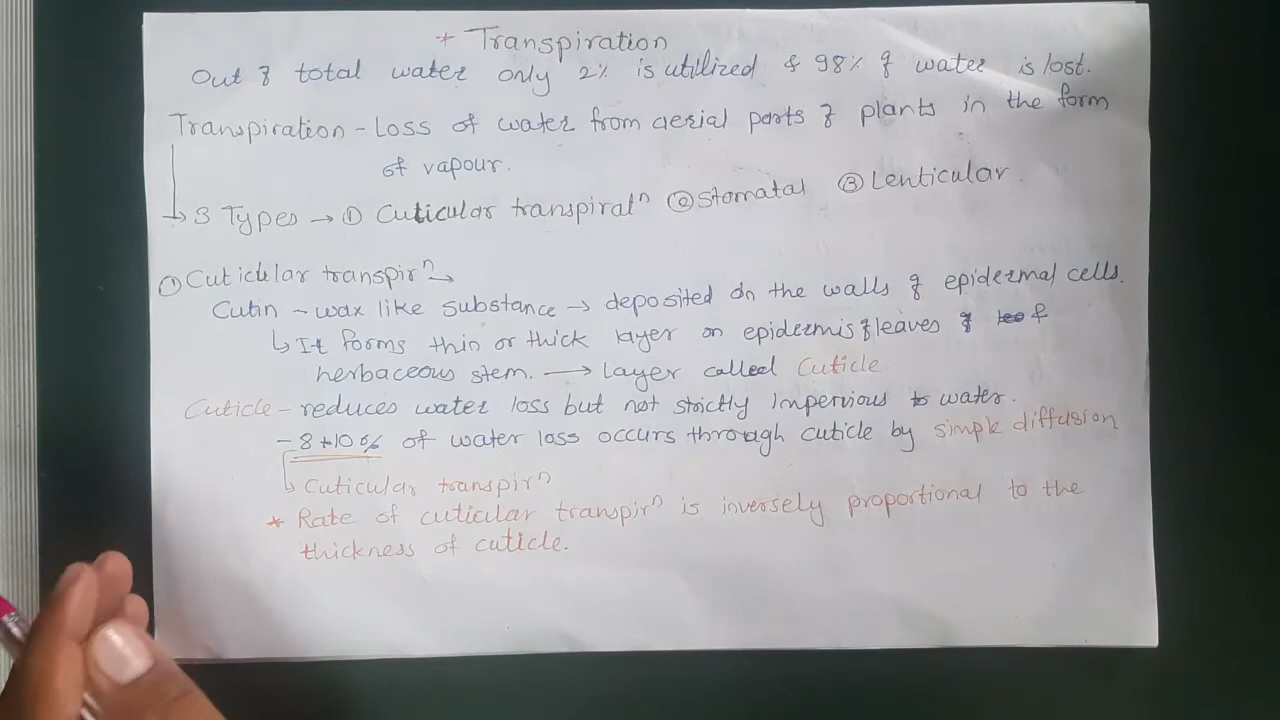 * Transpiration
Out of total water only 2% is utilized & 98% of water is lost.
Transpiration - Loss of water from aerial parts of plants in the form
of vapour.
→ 3 Types → ① Cuticular transpiralⁿ ② Stomatal ③ Lenticular.
① Cuticular transpirⁿ →
Cutin - wax like substance → deposited on the walls of epidermal cells.
↳ It forms thin or thick layer on epidermis of leaves of &
herbaceous stem. → layer called Cuticle
Cuticle - reduces water loss but not strictly impervious to water.
- 8 to 10% of water loss occurs through cuticle by simple diffusion
↳ Cuticular transpirⁿ
* Rate of cuticular transpirⁿ is inversely proportional to the
thickness of cuticle.